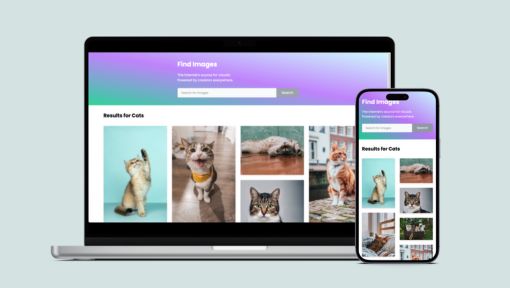 Find Images
The internet's source for visuals.
Powered by creators everywhere.
Search for images
Search
Results for Cats
Find Images
The internet's source for visuals.
Powered by creators everywhere.
Search for images
Search
Results for Cats